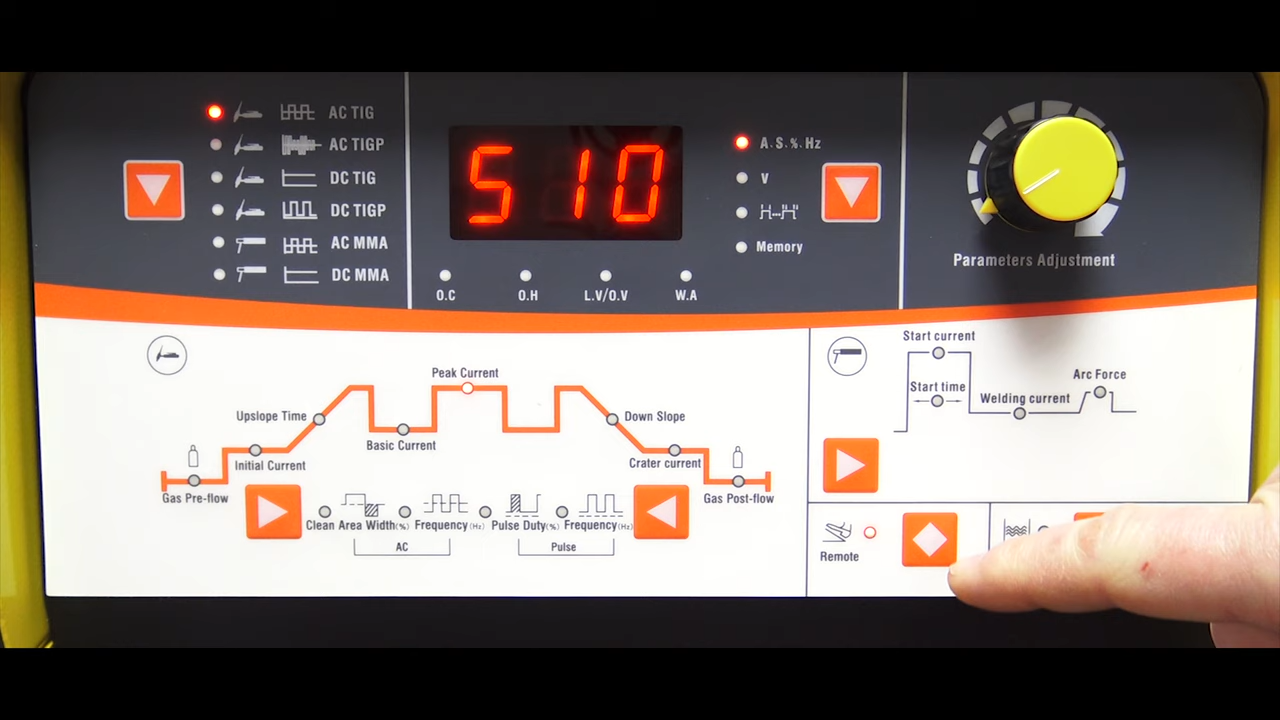 AC TIG
AC TIGP
DC TIG
DC TIGP
AC MMA
DC MMA
510
A.S.%.Hz
V
Memory
O.C
O.H
L.V/O.V
W.A
Parameters Adjustment
Peak Current
Upslope Time
Down Slope
Basic Current
Initial Current
Crater current
Gas Pre-flow
Gas Post-flow
Clean Area Width(%)
Frequency(Hz)
Pulse Duty(%)
Frequency(Hz)
AC
Pulse
Start current
Start time
Welding current
Arc Force
Remote